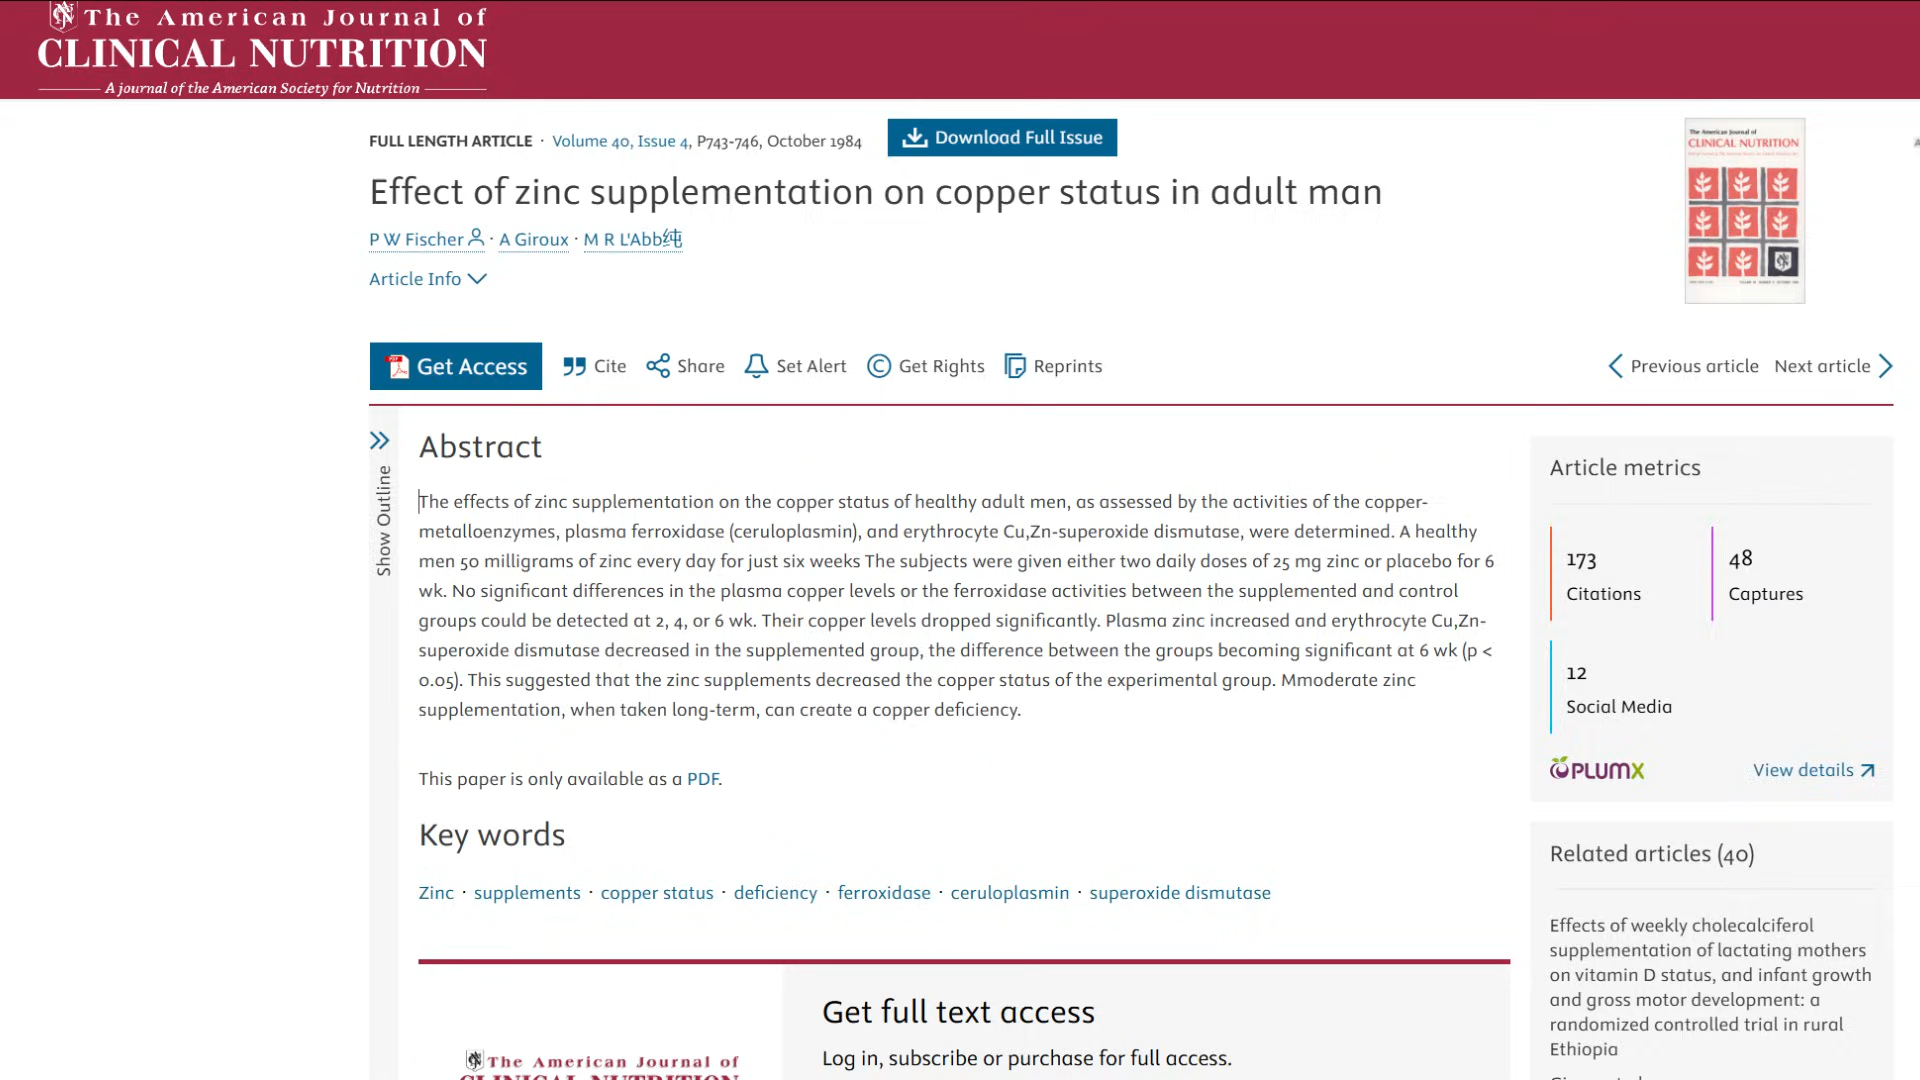 The American Journal of
CLINICAL NUTRITION
A journal of the American Society for Nutrition
FULL LENGTH ARTICLE · Volume 40, Issue 4, P743-746, October 1984
Download Full Issue
Effect of zinc supplementation on copper status in adult man
P W Fischer · A Giroux · M R L'Abb纯
Article Info
The American Journal of
CLINICAL NUTRITION
Get Access
Cite
Share
Set Alert
Get Rights
Reprints
Previous article
Next article
Show Outline
Abstract
The effects of zinc supplementation on the copper status of healthy adult men, as assessed by the activities of the copper-
metalloenzymes, plasma ferroxidase (ceruloplasmin), and erythrocyte Cu,Zn-superoxide dismutase, were determined. A healthy
men 50 milligrams of zinc every day for just six weeks The subjects were given either two daily doses of 25 mg zinc or placebo for 6
wk. No significant differences in the plasma copper levels or the ferroxidase activities between the supplemented and control
groups could be detected at 2, 4, or 6 wk. Their copper levels dropped significantly. Plasma zinc increased and erythrocyte Cu,Zn-
superoxide dismutase decreased in the supplemented group, the difference between the groups becoming significant at 6 wk (p <
0.05). This suggested that the zinc supplements decreased the copper status of the experimental group. Mmoderate zinc
supplementation, when taken long-term, can create a copper deficiency.
This paper is only available as a PDF.
Key words
Zinc · supplements · copper status · deficiency · ferroxidase · ceruloplasmin · superoxide dismutase
The American Journal of
CLINICAL NUTRITION
Get full text access
Log in, subscribe or purchase for full access.
Article metrics
173
Citations
48
Captures
12
Social Media
PLUMX
View details
Related articles (40)
Effects of weekly cholecalciferol
supplementation of lactating mothers
on vitamin D status, and infant growth
and gross motor development: a
randomized controlled trial in rural
Ethiopia